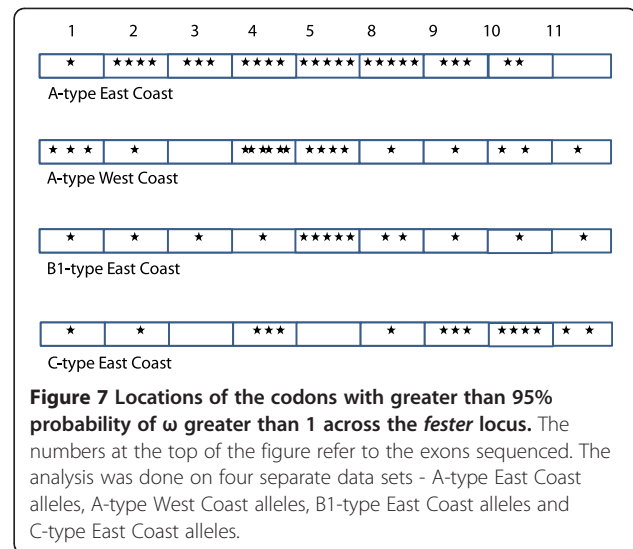 1 2 3 4 5 8 9 10 11
A-type East Coast
A-type West Coast
B1-type East Coast
C-type East Coast
Figure 7 Locations of the codons with greater than 95%
probability of ω greater than 1 across the fester locus. The
numbers at the top of the figure refer to the exons sequenced. The
analysis was done on four separate data sets - A-type East Coast
alleles, A-type West Coast alleles, B1-type East Coast alleles and
C-type East Coast alleles.